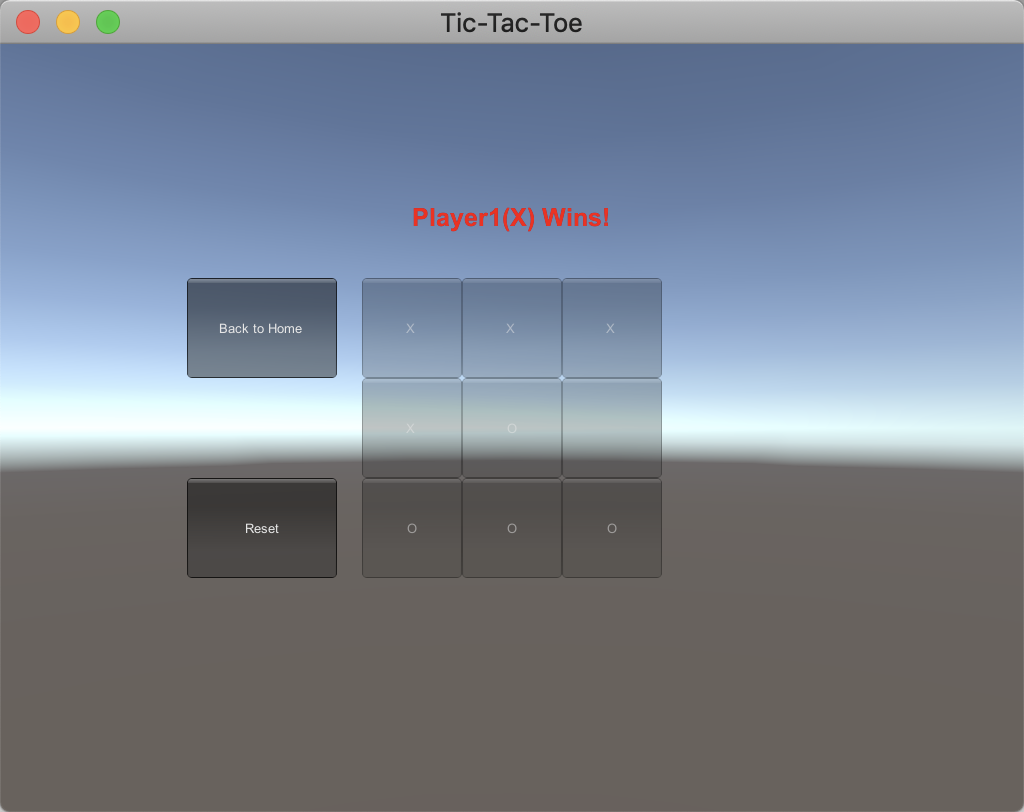 Tic-Tac-Toe
Player1(X) Wins!
Back to Home
X X X
X O
Reset
O O O